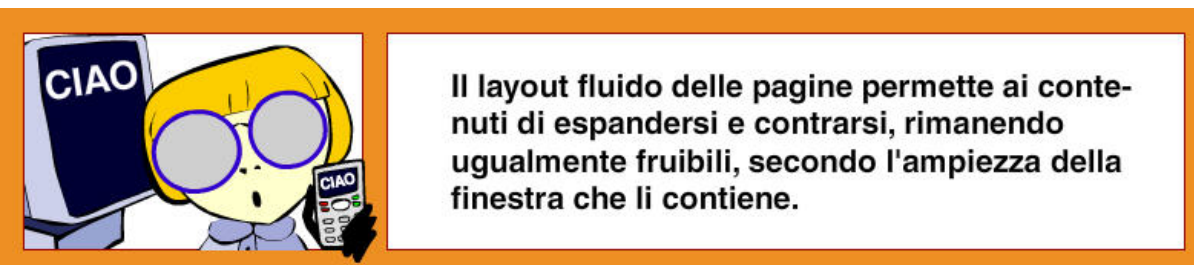 CIAO
CIAO
Il layout fluido delle pagine permette ai conte-
nuti di espandersi e contrarsi, rimanendo
ugualmente fruibili, secondo l'ampiezza della
finestra che li contiene.